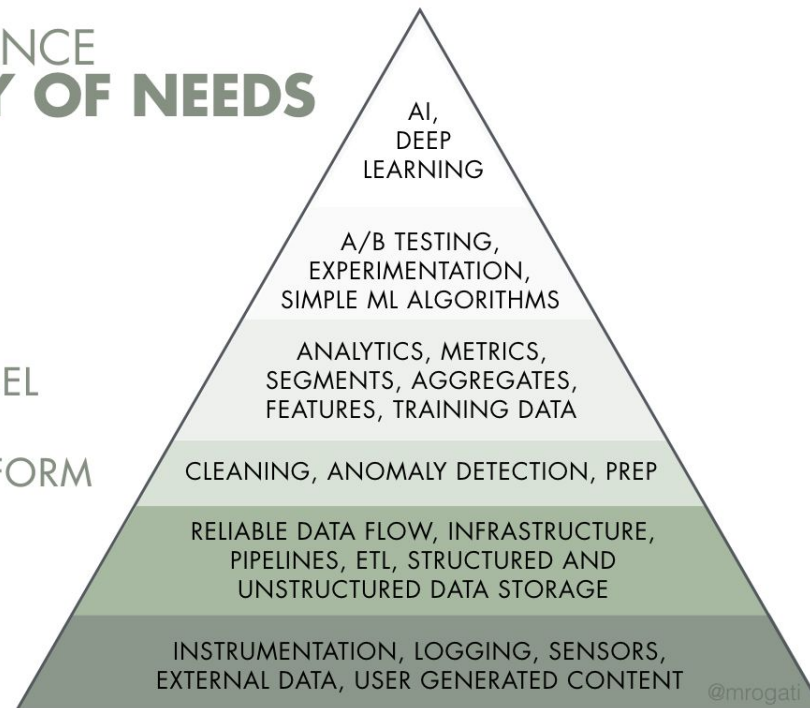 NCE
Y OF NEEDS
AI,
DEEP
LEARNING
A/B TESTING,
EXPERIMENTATION,
SIMPLE ML ALGORITHMS
ANALYTICS, METRICS,
SEGMENTS, AGGREGATES,
FEATURES, TRAINING DATA
EL
CLEANING, ANOMALY DETECTION, PREP
FORM
RELIABLE DATA FLOW, INFRASTRUCTURE,
PIPELINES, ETL, STRUCTURED AND
UNSTRUCTURED DATA STORAGE
INSTRUMENTATION, LOGGING, SENSORS,
EXTERNAL DATA, USER GENERATED CONTENT
@mrogati